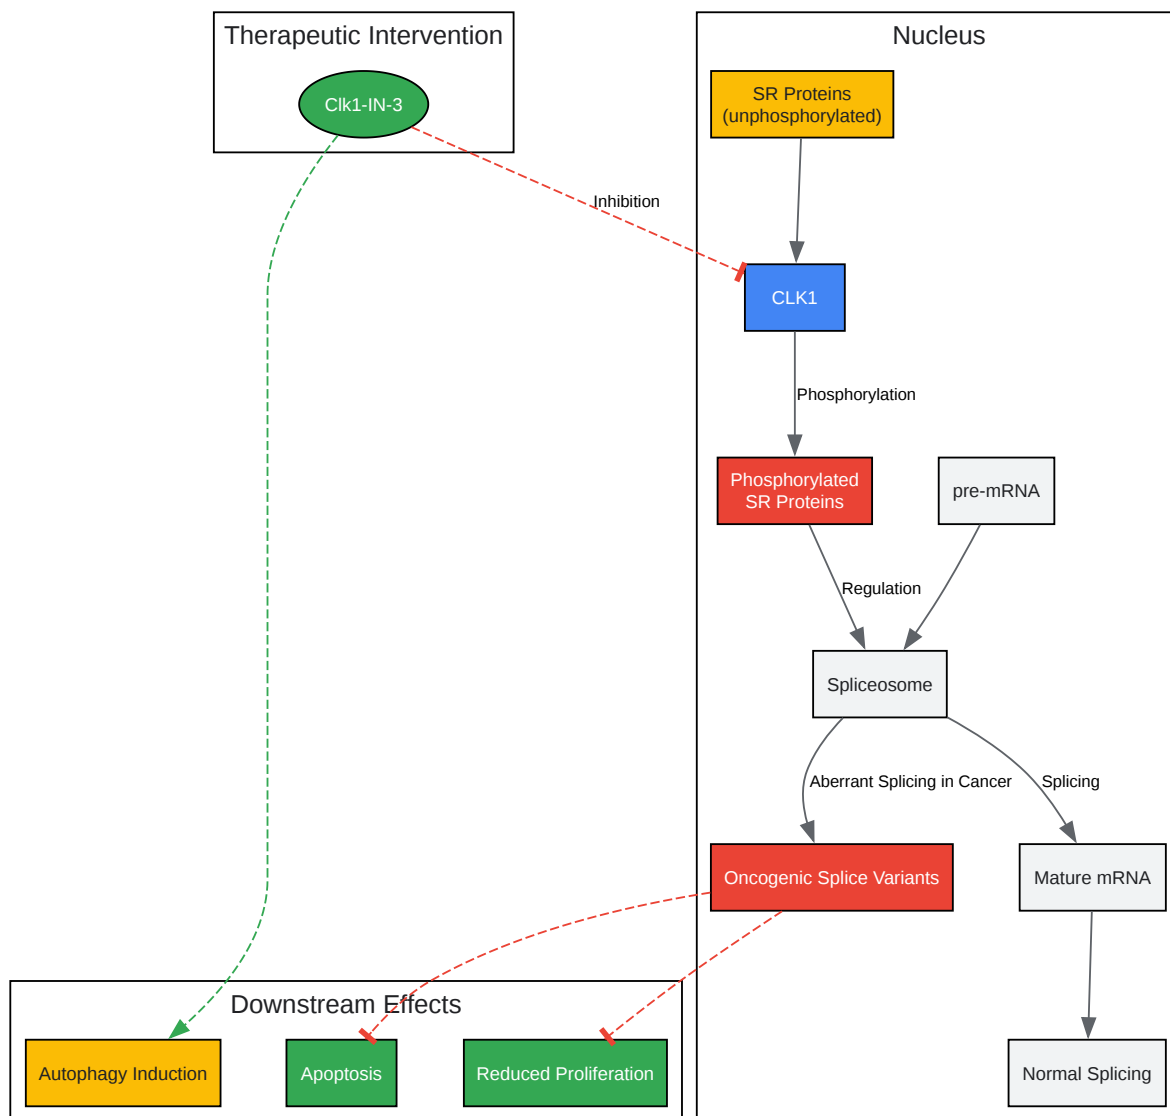 Therapeutic Intervention
Clk1-IN-3
Inhibition
Nucleus
SR Proteins
(unphosphorylated)
CLK1
Phosphorylation
Phosphorylated
SR Proteins
pre-mRNA
Regulation
Spliceosome
Aberrant Splicing in Cancer
Splicing
Oncogenic Splice Variants
Mature mRNA
Normal Splicing
Downstream Effects
Autophagy Induction
Apoptosis
Reduced Proliferation